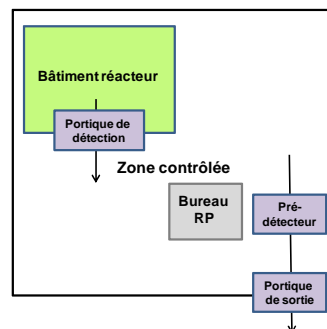 Bâtiment réacteur
Portique de
détection
Zone contrôlée
Bureau
RP
Pré-
détecteur
Portique
de sortie